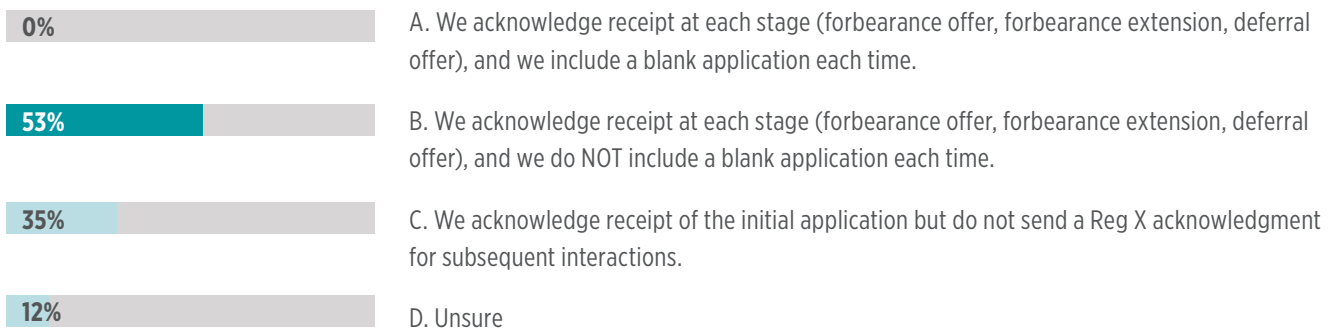 0%
A. We acknowledge receipt at each stage (forbearance offer, forbearance extension, deferral
offer), and we include a blank application each time.
53%
B. We acknowledge receipt at each stage (forbearance offer, forbearance extension, deferral
offer), and we do NOT include a blank application each time.
35%
C. We acknowledge receipt of the initial application but do not send a Reg X acknowledgment
for subsequent interactions.
12%
D. Unsure